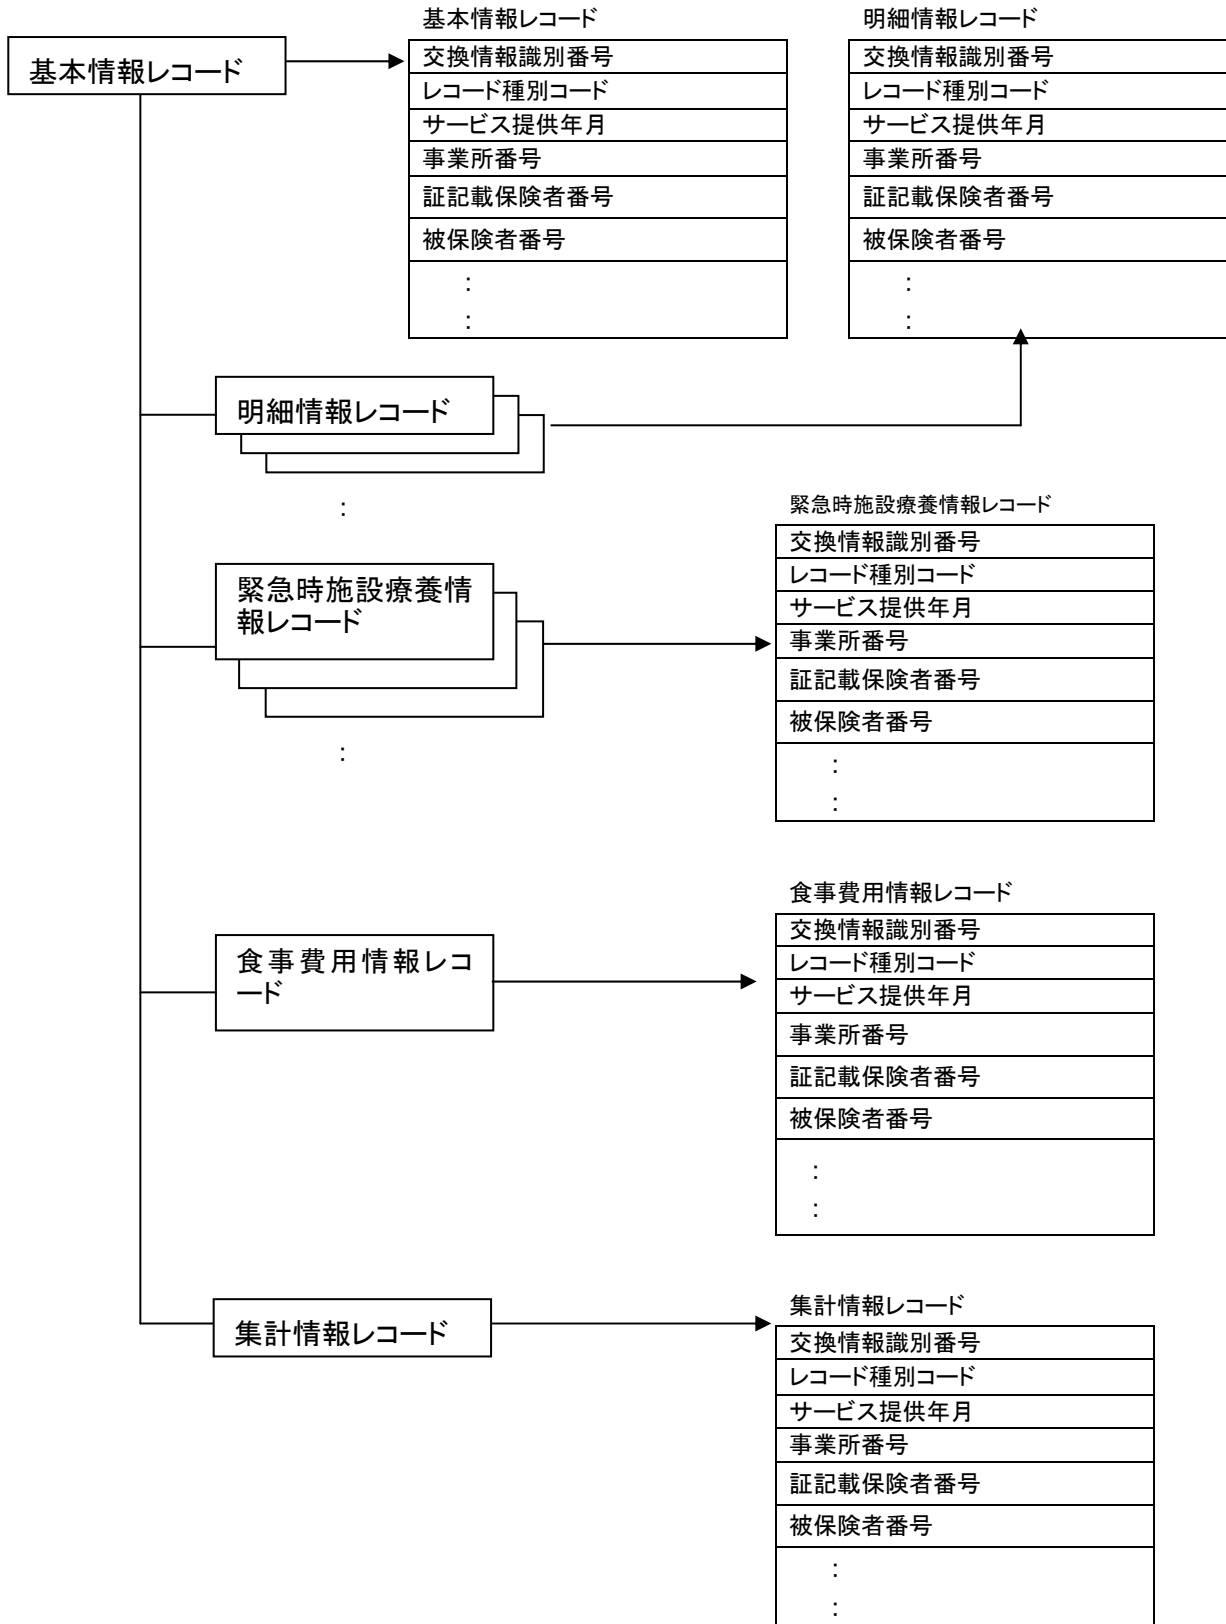 基本情報レコード
基本情報レコード
交換情報識別番号
レコード種別コード
サービス提供年月
事業所番号
証記載保険者番号
被保険者番号
:
:
明細情報レコード
交換情報識別番号
レコード種別コード
サービス提供年月
事業所番号
証記載保険者番号
被保険者番号
:
:
明細情報レコード
:
緊急時施設療養情
報レコード
:
緊急時施設療養情報レコード
交換情報識別番号
レコード種別コード
サービス提供年月
事業所番号
証記載保険者番号
被保険者番号
:
:
食事費用情報レコ
ード
食事費用情報レコード
交換情報識別番号
レコード種別コード
サービス提供年月
事業所番号
証記載保険者番号
被保険者番号
:
:
集計情報レコード
集計情報レコード
交換情報識別番号
レコード種別コード
サービス提供年月
事業所番号
証記載保険者番号
被保険者番号
:
: